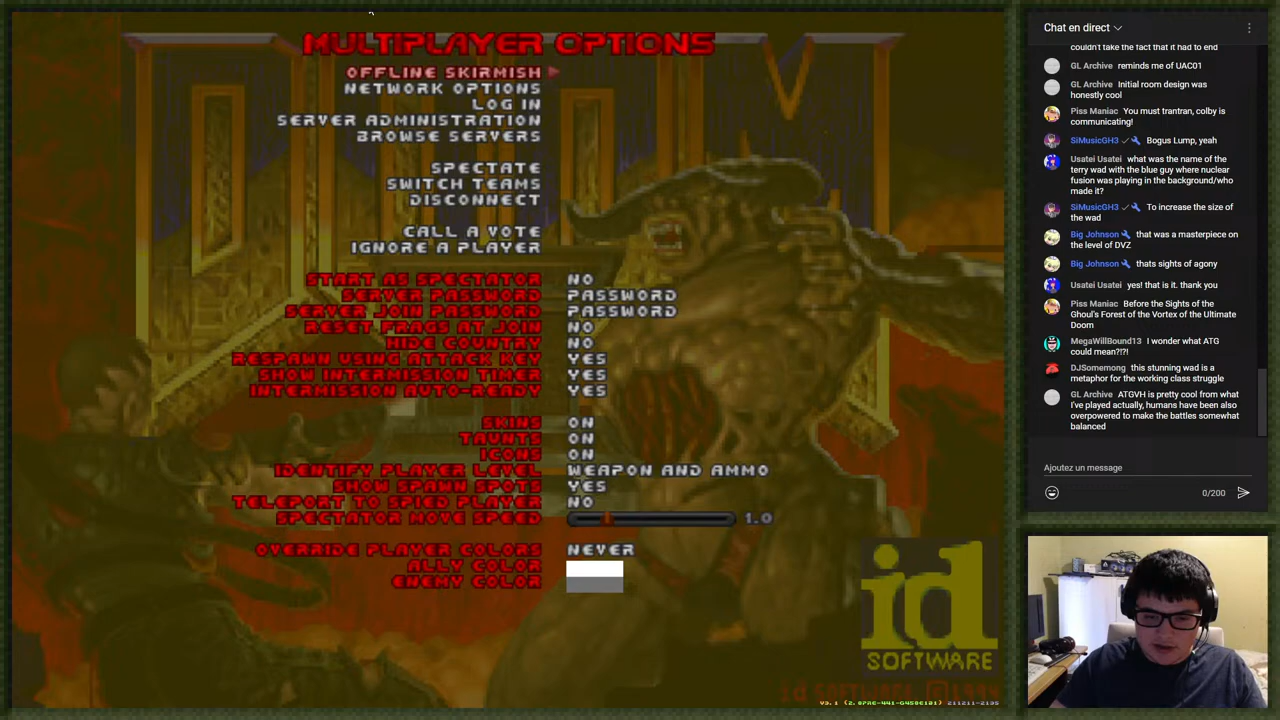 MULTIPLAYER OPTIONS
OFFLINE SKIRMISH
NETWORK OPTIONS
LOG IN
SERVER ADMINISTRATION
BROWSE SERVERS
SPECTATE
SWITCH TEAMS
DISCONNECT
CALL A VOTE
IGNORE A PLAYER
START AS SPECTATOR NO
SERVER PASSWORD PASSWORD
SERVER JOIN PASSWORD PASSWORD
RESET FRAGS AT JOIN NO
HIDE COUNTRY NO
RESPAWN USING ATTACK KEY YES
SHOW INTERMISSION TIMER YES
INTERMISSION AUTO-READY YES
SKINS ON
TAUNTS ON
ICONS ON
IDENTIFY PLAYER LEVEL WEAPON AND AMMO
SHOW SPAWN SPOTS YES
TELEPORT TO SPIED PLAYER NO
SPECTATOR MOVE SPEED 1.0
OVERRIDE PLAYER COLORS NEVER
ALLY COLOR
ENEMY COLOR
id
SOFTWARE
id SOFTWARE ©1994
Chat en direct
couldn't take the fact that it had to end
GL Archive reminds me of UAC01
GL Archive Initial room design was
honestly cool
Piss Maniac You must trantran, colby is
communicating!
SiMusicGH3 Bogus Lump, yeah
Usatei Usatei what was the name of the
terry wad with the blue guy where nuclear
fusion was playing in the background/who
made it?
SiMusicGH3 To increase the size of
the wad
Big Johnson that was a masterpiece on
the level of DVZ
Big Johnson thats sights of agony
Usatei Usatei yes! that is it. thank you
Piss Maniac Before the Sights of the
Ghoul's Forest of the Vortex of the Ultimate
Doom
MegaWillBound13 I wonder what ATG
could mean?!?!
DJSomemong this stunning wad is a
metaphor for the working class struggle
GL Archive ATGVH is pretty cool from what
I've played actually, humans have been also
overpowered to make the battles somewhat
balanced
Ajoutez un message
0/200